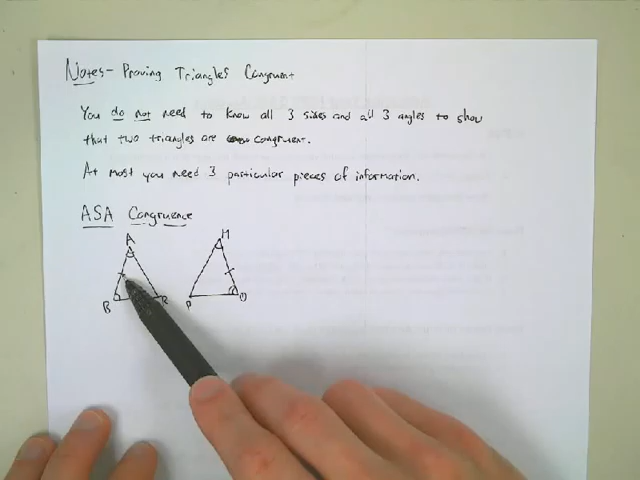 Notes- Proving Triangles Congruent
You do not need to know all 3 sides and all 3 angles to show
that two triangles are congruent.
At most you need 3 particular pieces of information.
ASA Congruence
A
B
R
M
P